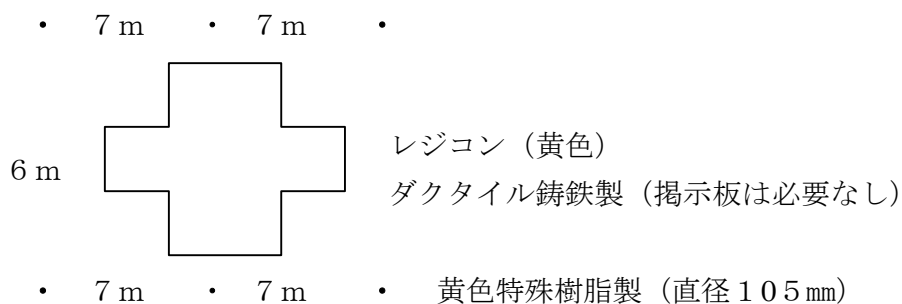 ・ ７ｍ ・ ７ｍ ・
レジコン（黄色）
６ｍ
ダクタイル鋳鉄製（掲示板は必要なし）
・ ７ｍ ・ ７ｍ ・ 黄色特殊樹脂製（直径１０５㎜）